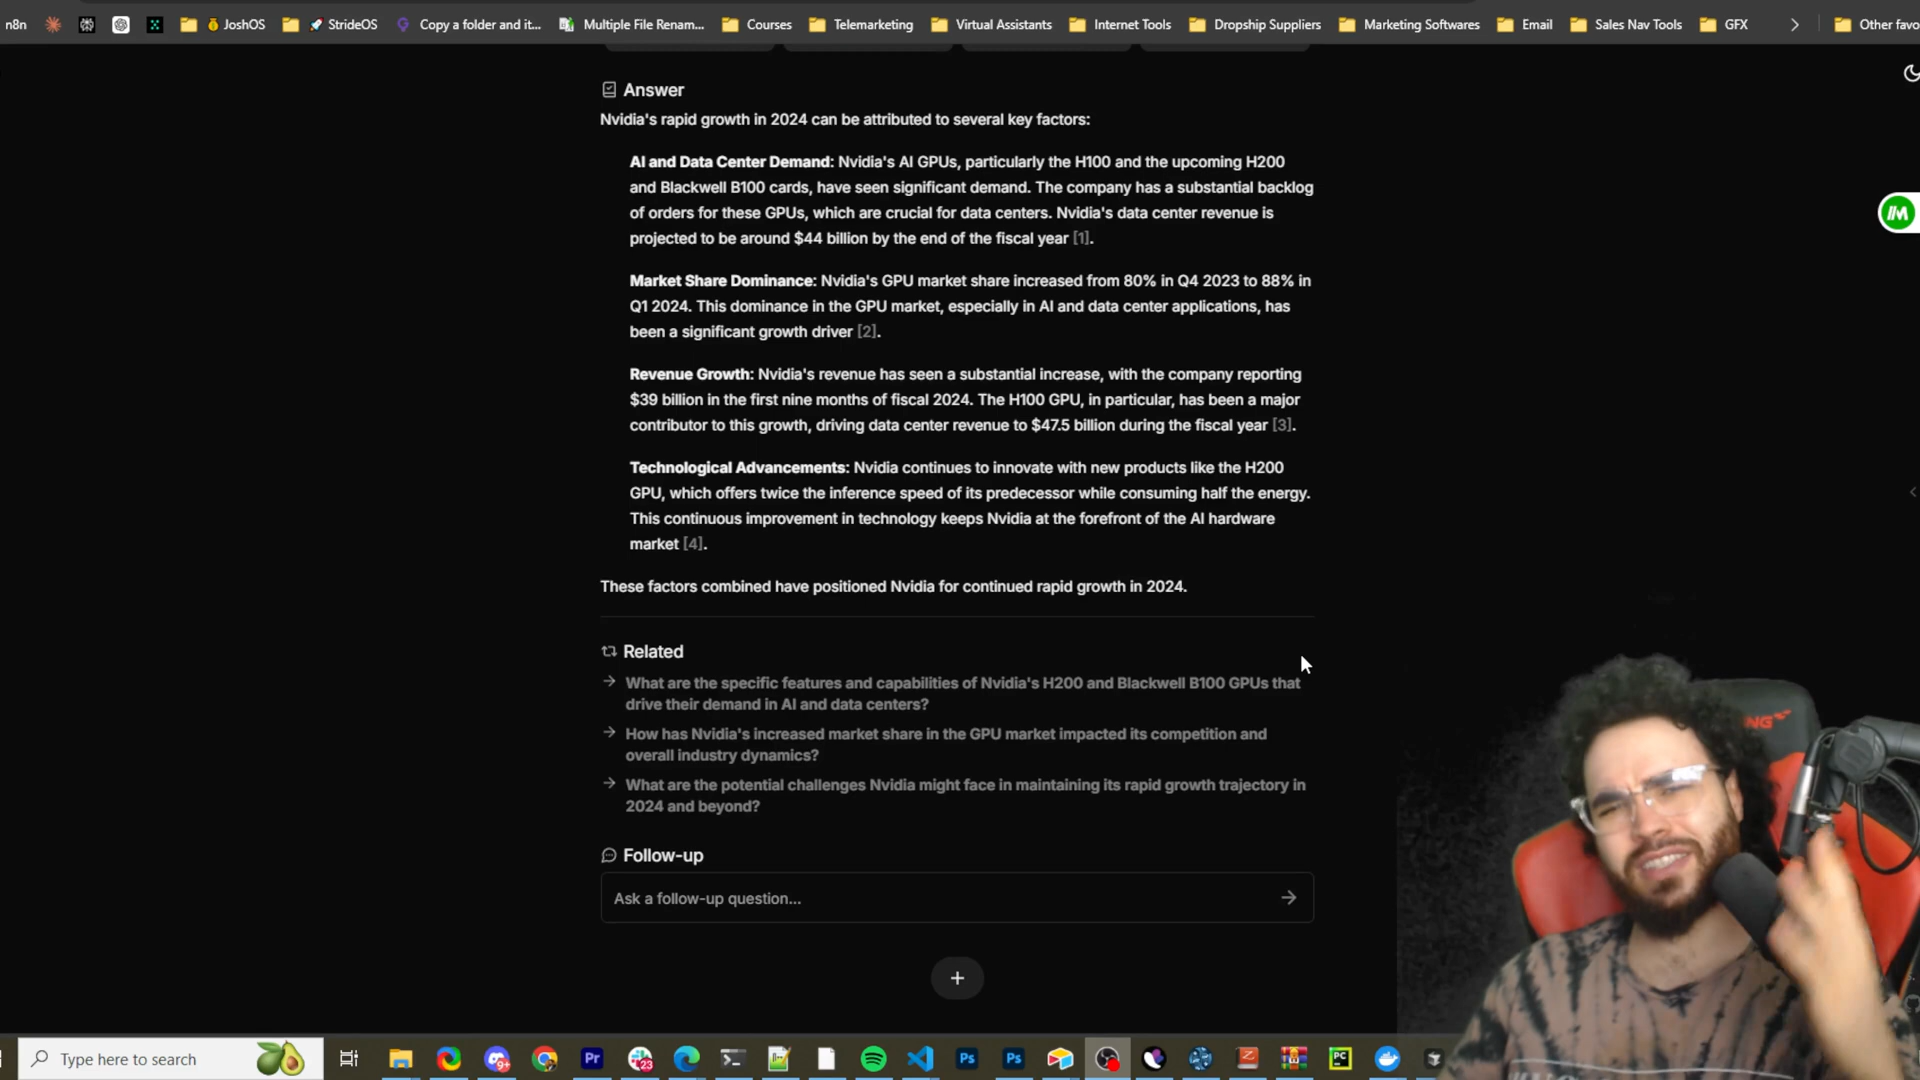 n8n JoshOS StrideOS Copy a folder and it... Multiple File Renam... Courses Telemarketing Virtual Assistants Internet Tools Dropship Suppliers Marketing Softwares Email Sales Nav Tools GFX Other favo
Answer
Nvidia's rapid growth in 2024 can be attributed to several key factors:
AI and Data Center Demand: Nvidia's AI GPUs, particularly the H100 and the upcoming H200
and Blackwell B100 cards, have seen significant demand. The company has a substantial backlog
of orders for these GPUs, which are crucial for data centers. Nvidia's data center revenue is
projected to be around $44 billion by the end of the fiscal year [1].
Market Share Dominance: Nvidia's GPU market share increased from 80% in Q4 2023 to 88% in
Q1 2024. This dominance in the GPU market, especially in AI and data center applications, has
been a significant growth driver [2].
Revenue Growth: Nvidia's revenue has seen a substantial increase, with the company reporting
$39 billion in the first nine months of fiscal 2024. The H100 GPU, in particular, has been a major
contributor to this growth, driving data center revenue to $47.5 billion during the fiscal year [3].
Technological Advancements: Nvidia continues to innovate with new products like the H200
GPU, which offers twice the inference speed of its predecessor while consuming half the energy.
This continuous improvement in technology keeps Nvidia at the forefront of the AI hardware
market [4].
These factors combined have positioned Nvidia for continued rapid growth in 2024.
Related
What are the specific features and capabilities of Nvidia's H200 and Blackwell B100 GPUs that
drive their demand in AI and data centers?
How has Nvidia's increased market share in the GPU market impacted its competition and
overall industry dynamics?
What are the potential challenges Nvidia might face in maintaining its rapid growth trajectory in
2024 and beyond?
Follow-up
Ask a follow-up question...
Type here to search
Pr
23
Ps
Ps
Z
PC